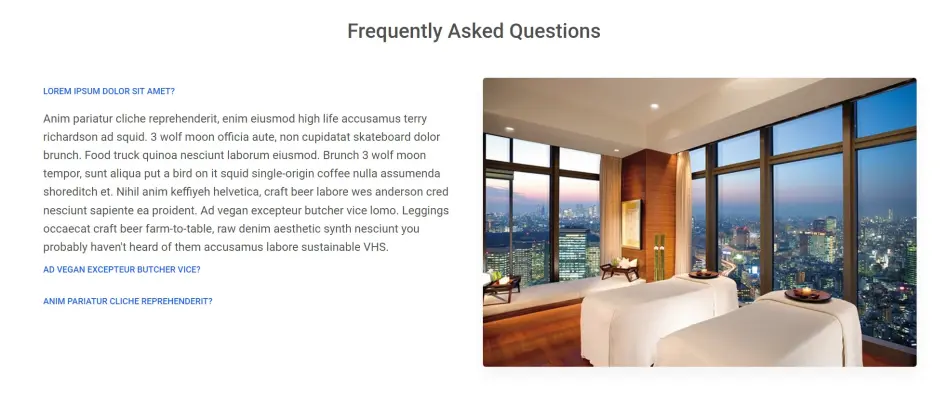 Frequently Asked Questions
LOREM IPSUM DOLOR SIT AMET?
Anim pariatur cliche reprehenderit, enim eiusmod high life accusamus terry
richardson ad squid. 3 wolf moon officia aute, non cupidatat skateboard dolor
brunch. Food truck quinoa nesciunt laborum eiusmod. Brunch 3 wolf moon
tempor, sunt aliqua put a bird on it squid single-origin coffee nulla assumenda
shoreditch et. Nihil anim keffiyeh helvetica, craft beer labore wes anderson cred
nesciunt sapiente ea proident. Ad vegan excepteur butcher vice lomo. Leggings
occaecat craft beer farm-to-table, raw denim aesthetic synth nesciunt you
probably haven't heard of them accusamus labore sustainable VHS.
AD VEGAN EXCEPTEUR BUTCHER VICE?
ANIM PARIATUR CLICHE REPREHENDERIT?